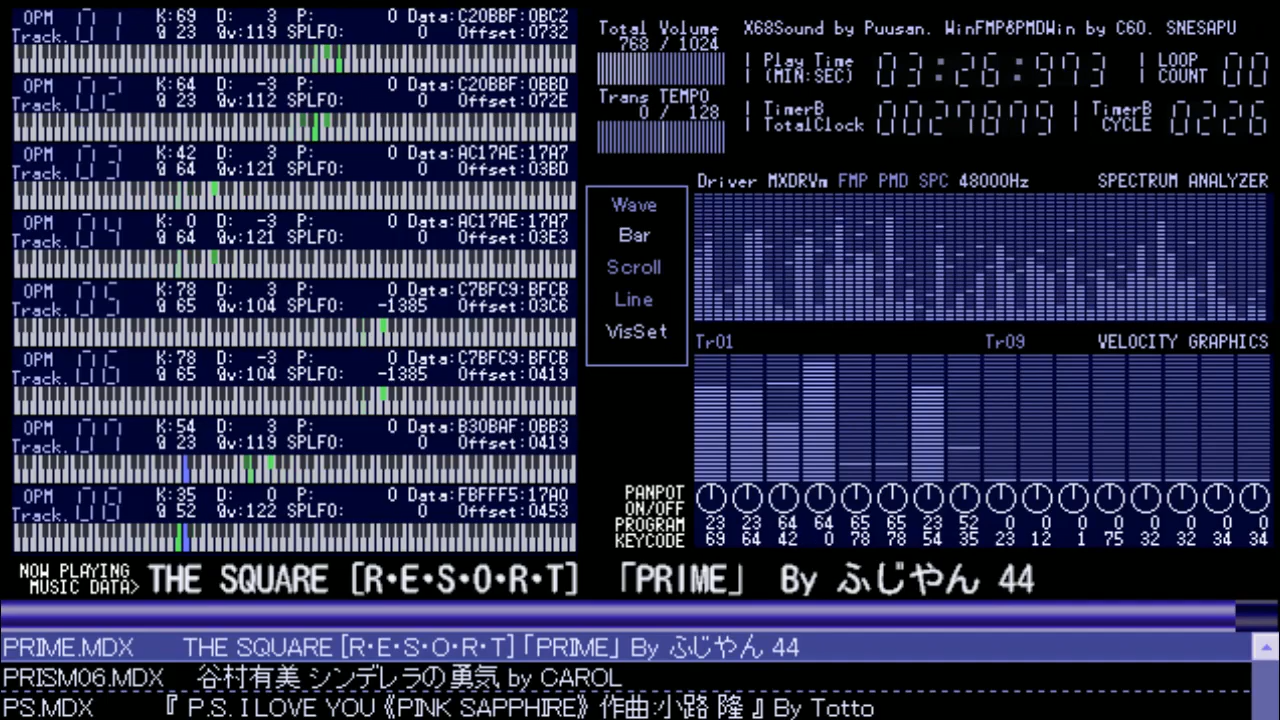 OPM Track. 01 K: 69 D: 3 P: 0 Data:C20BBF:0BC2
@ 23 @v:119 SPLFO: 0 Offset:0732
OPM Track. 02 K: 64 D: -3 P: 0 Data:C20BBF:0BBD
@ 23 @v:112 SPLFO: 0 Offset:072E
OPM Track. 03 K: 42 D: 3 P: 0 Data:AC17AE:17A7
@ 64 @v:121 SPLFO: 0 Offset:03BD
OPM Track. 04 K: 0 D: -3 P: 0 Data:AC17AE:17A7
@ 64 @v:121 SPLFO: 0 Offset:03E3
OPM Track. 05 K: 78 D: 3 P: 0 Data:C7BFC9:BFCB
@ 65 @v:104 SPLFO: -1385 Offset:03C6
OPM Track. 06 K: 78 D: -3 P: 0 Data:C7BFC9:BFCB
@ 65 @v:104 SPLFO: -1385 Offset:0419
OPM Track. 07 K: 54 D: 3 P: 0 Data:B30BAF:0BB3
@ 23 @v:119 SPLFO: 0 Offset:0419
OPM Track. 08 K: 35 D: 0 P: 0 Data:FBFFF5:17A0
@ 52 @v:122 SPLFO: 0 Offset:0453
Total Volume
768 / 1024
Trans TEMPO
0 / 128
X68Sound by Puusan. WinFMP&PMDWin by C60. SNESAPU
Play Time (MIN:SEC) 03:26:973 LOOP COUNT 00
TimerB TotalClock 0027879 TimerB CYCLE 0226
Wave
Bar
Scroll
Line
VisSet
Driver MXDRVm FMP PMD SPC 48000Hz SPECTRUM ANALYZER
Tr01 Tr09 VELOCITY GRAPHICS
PANPOT
ON/OFF
PROGRAM 23 23 64 64 65 65 23 52 0 0 0 0 0 0 0 0
KEYCODE 69 64 42 0 78 78 54 35 23 12 1 75 32 32 34 34
NOW PLAYING
MUSIC DATA>
THE SQUARE [R・E・S・O・R・T] 「PRIME」 By ふじやん 44
PRIME.MDX THE SQUARE [R・E・S・O・R・T] 「PRIME」 By ふじやん 44
PRISM06.MDX 谷村有美 シンデレラの勇気 by CAROL
PS.MDX 『 P.S. I LOVE YOU 《PINK SAPPHIRE》 作曲:小路 隆 』 By Totto